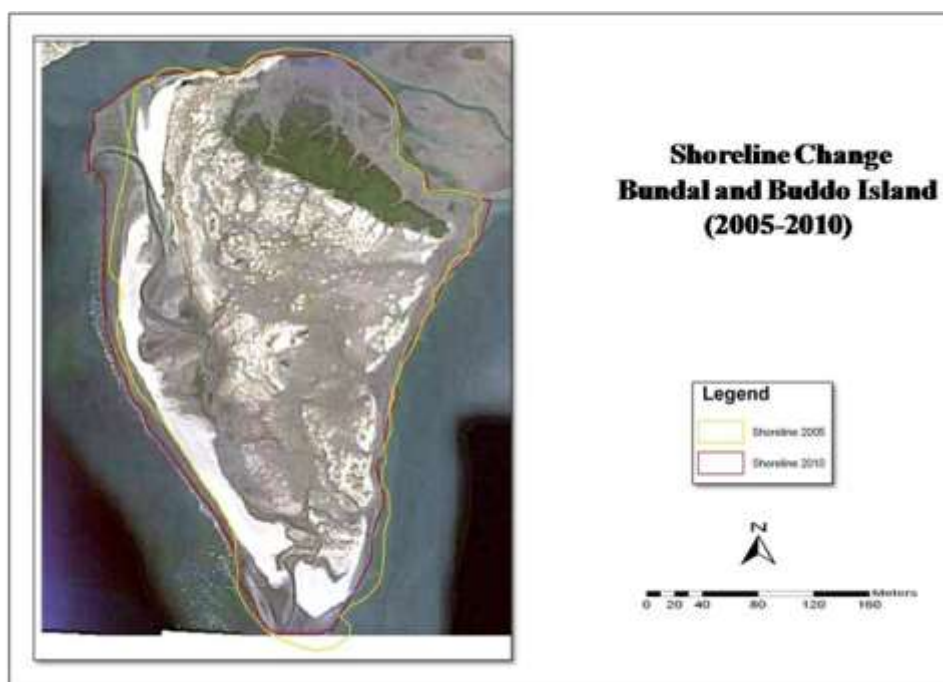 Shoreline Change
Bundal and Buddo Island
(2005-2010)
Legend
Shoreline 2005
Shoreline 2010
N
Meters
0 20 40 80 120 160